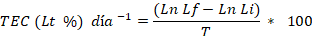 TEC (Lt %) día⁻¹ = (Ln Lf − Ln Li) / T * 100